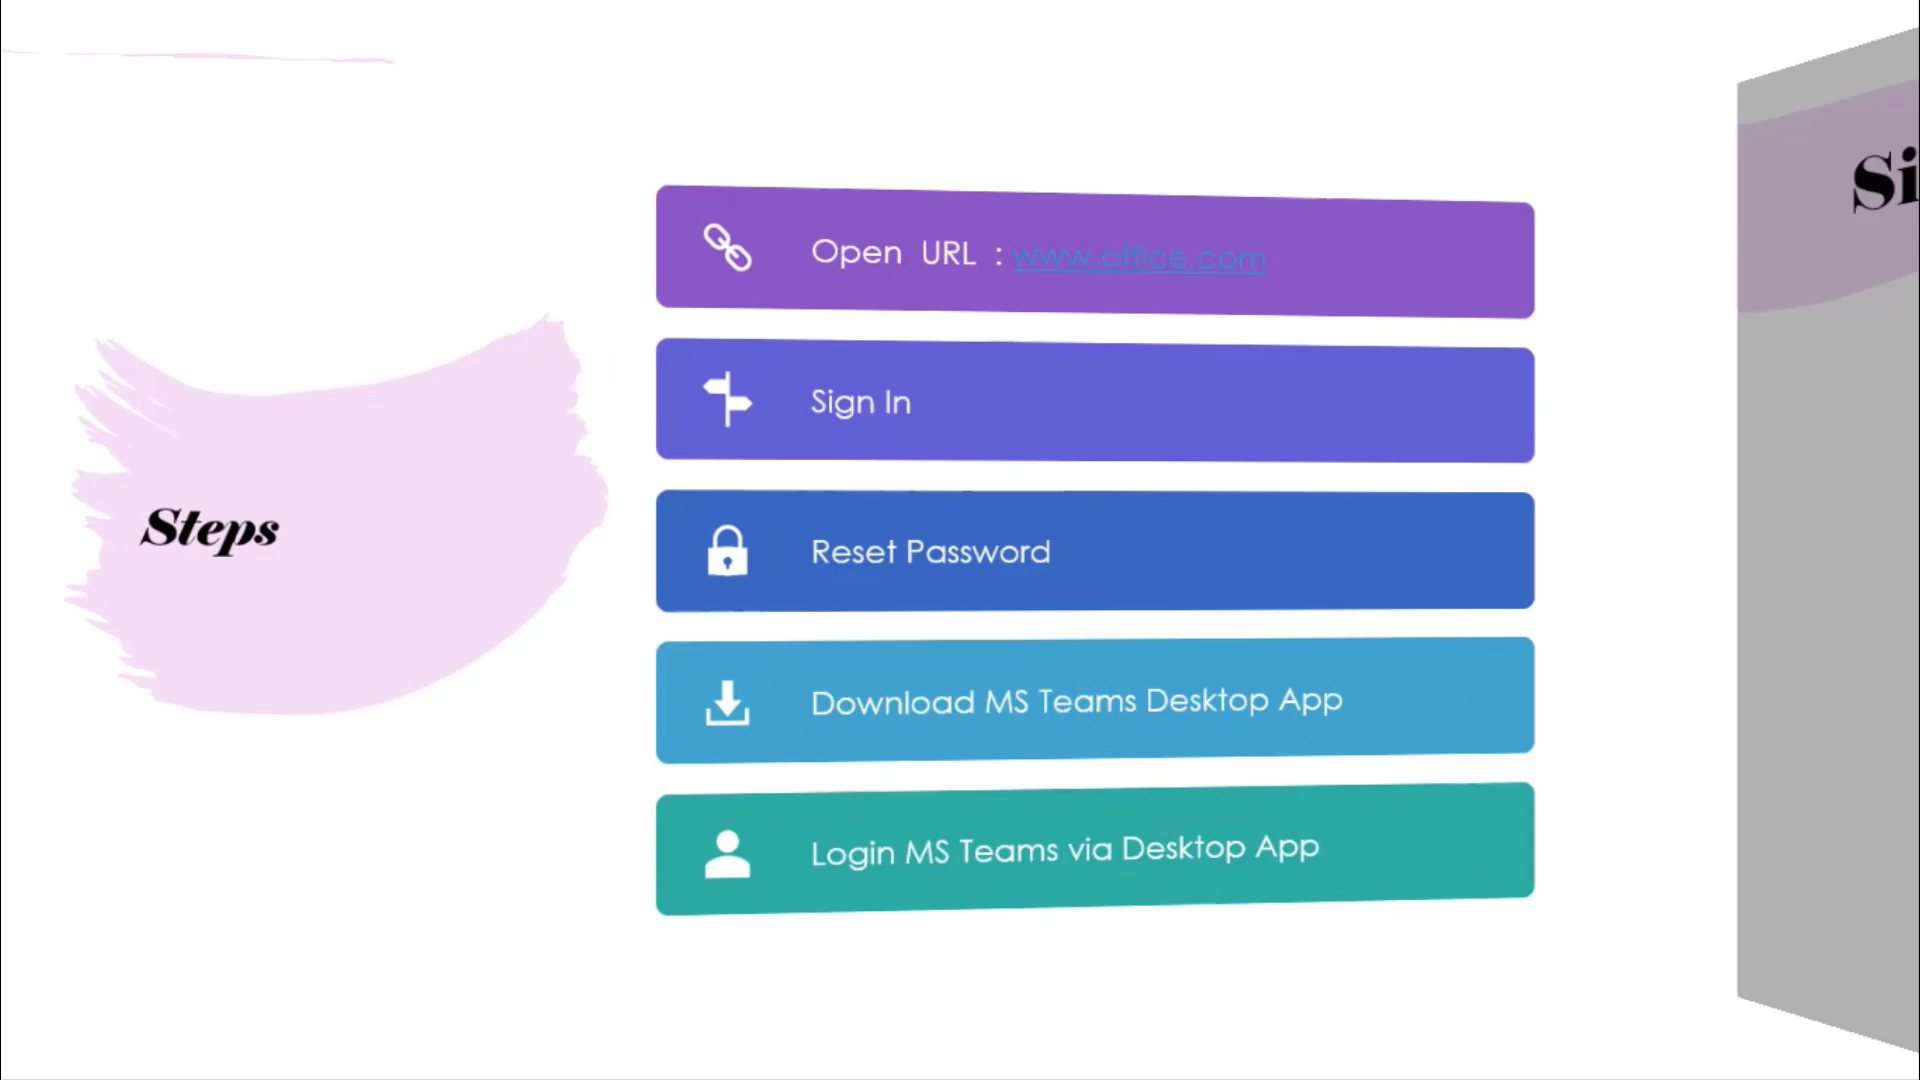 Steps
Open URL : www.office.com
Sign In
Reset Password
Download MS Teams Desktop App
Login MS Teams via Desktop App
Si